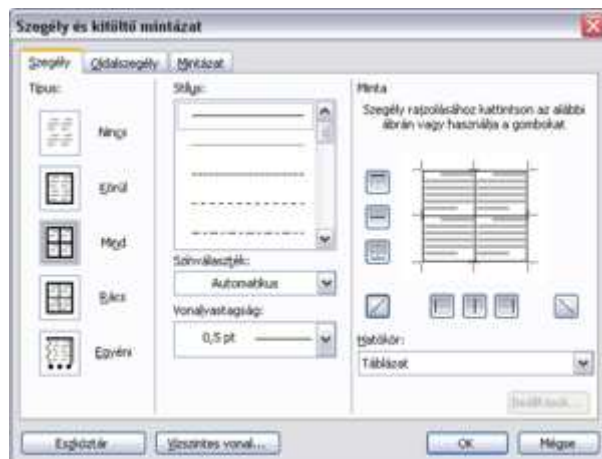 Szegély és kitöltő mintázat
Szegély
Oldalszegély
Mintázat
Típus:
Nincs
Körül
Mind
Rács
Egyéni
Stílus:
Színválaszték:
Automatikus
Vonalvastagság:
0,5 pt
Minta
Szegély rajzolásához kattintson az alábbi
ábrán vagy használja a gombokat
Hatókör:
Táblázat
Beállítások...
Eszköztár
Vízszintes vonal...
OK
Mégse